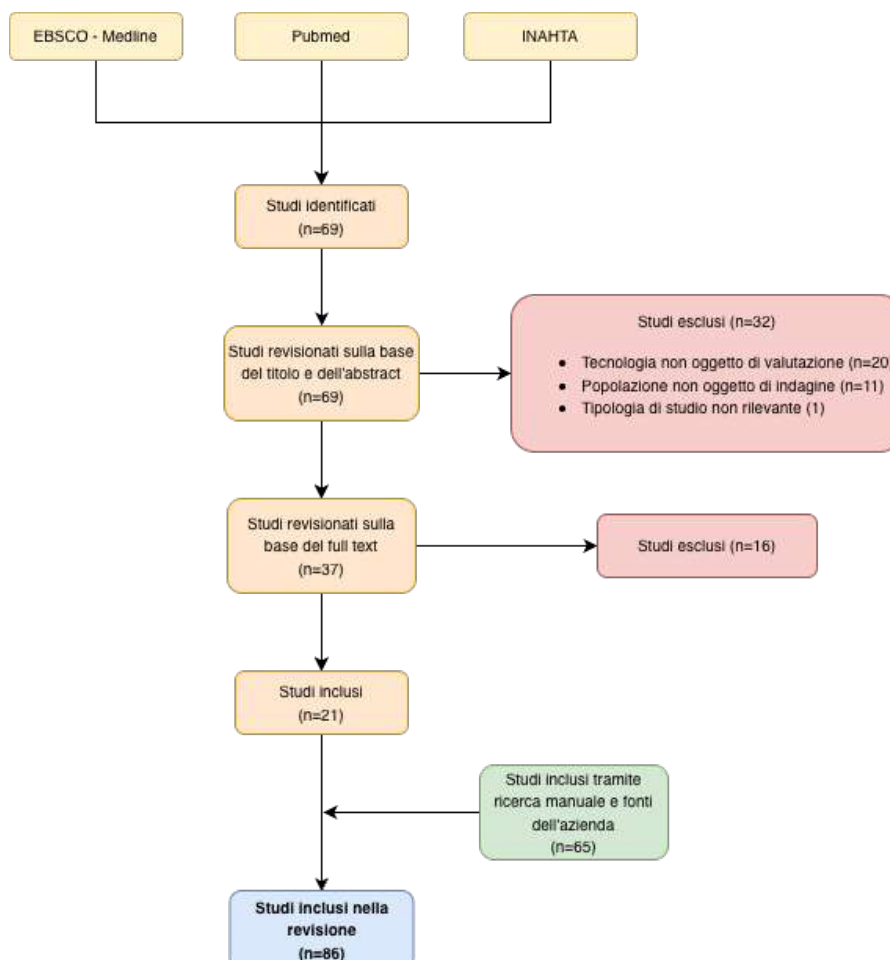 EBSCO - Medline
Pubmed
INAHTA
Studi identificati
(n=69)
Studi revisionati sulla base
del titolo e dell'abstract
(n=69)
Studi esclusi (n=32)
Tecnologia non oggetto di valutazione (n=20)
Popolazione non oggetto di indagine (n=11)
Tipologia di studio non rilevante (1)
Studi revisionati sulla
base del full text
(n=37)
Studi esclusi (n=16)
Studi inclusi
(n=21)
Studi inclusi tramite
ricerca manuale e fonti
dell'azienda
(n=65)
Studi inclusi nella
revisione
(n=86)